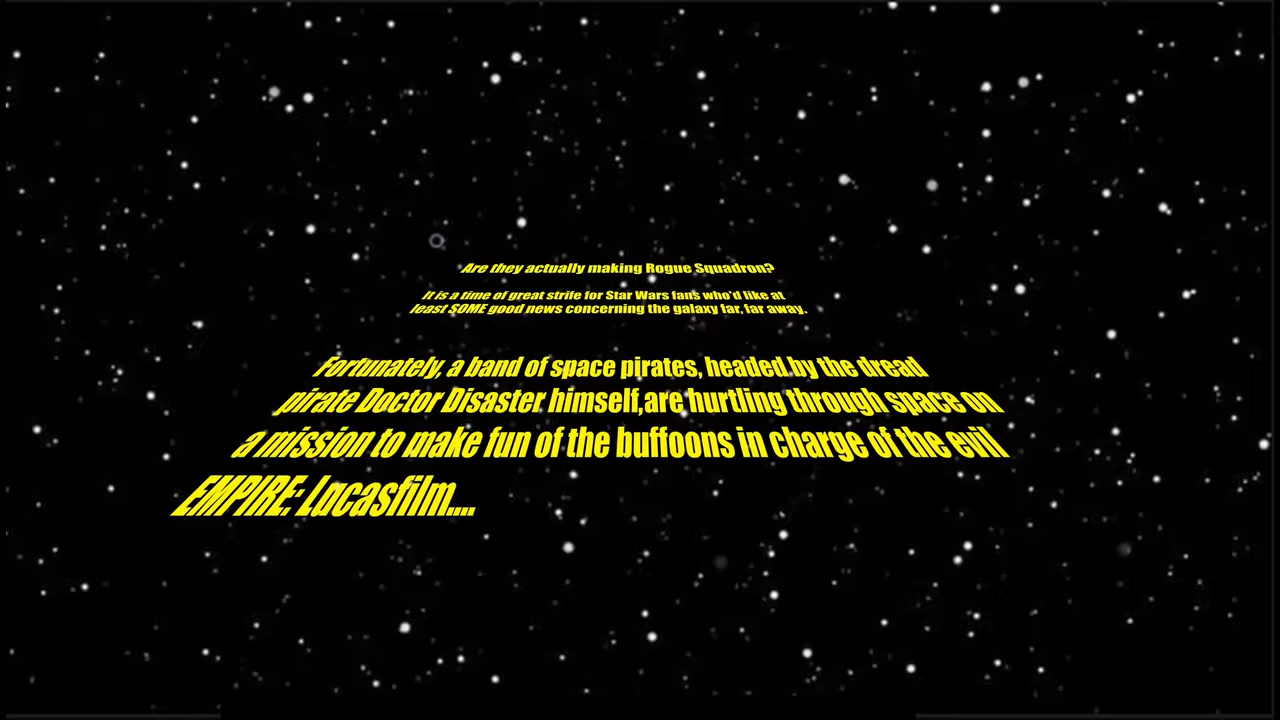 Are they actually making Rogue Squadron?
It is a time of great strife for Star Wars fans who'd like at
least SOME good news concerning the galaxy far, far away.
Fortunately, a band of space pirates, headed by the dread
pirate Doctor Disaster himself,are hurtling through space on
a mission to make fun of the buffoons in charge of the evil
EMPIRE: Lucasfilm....